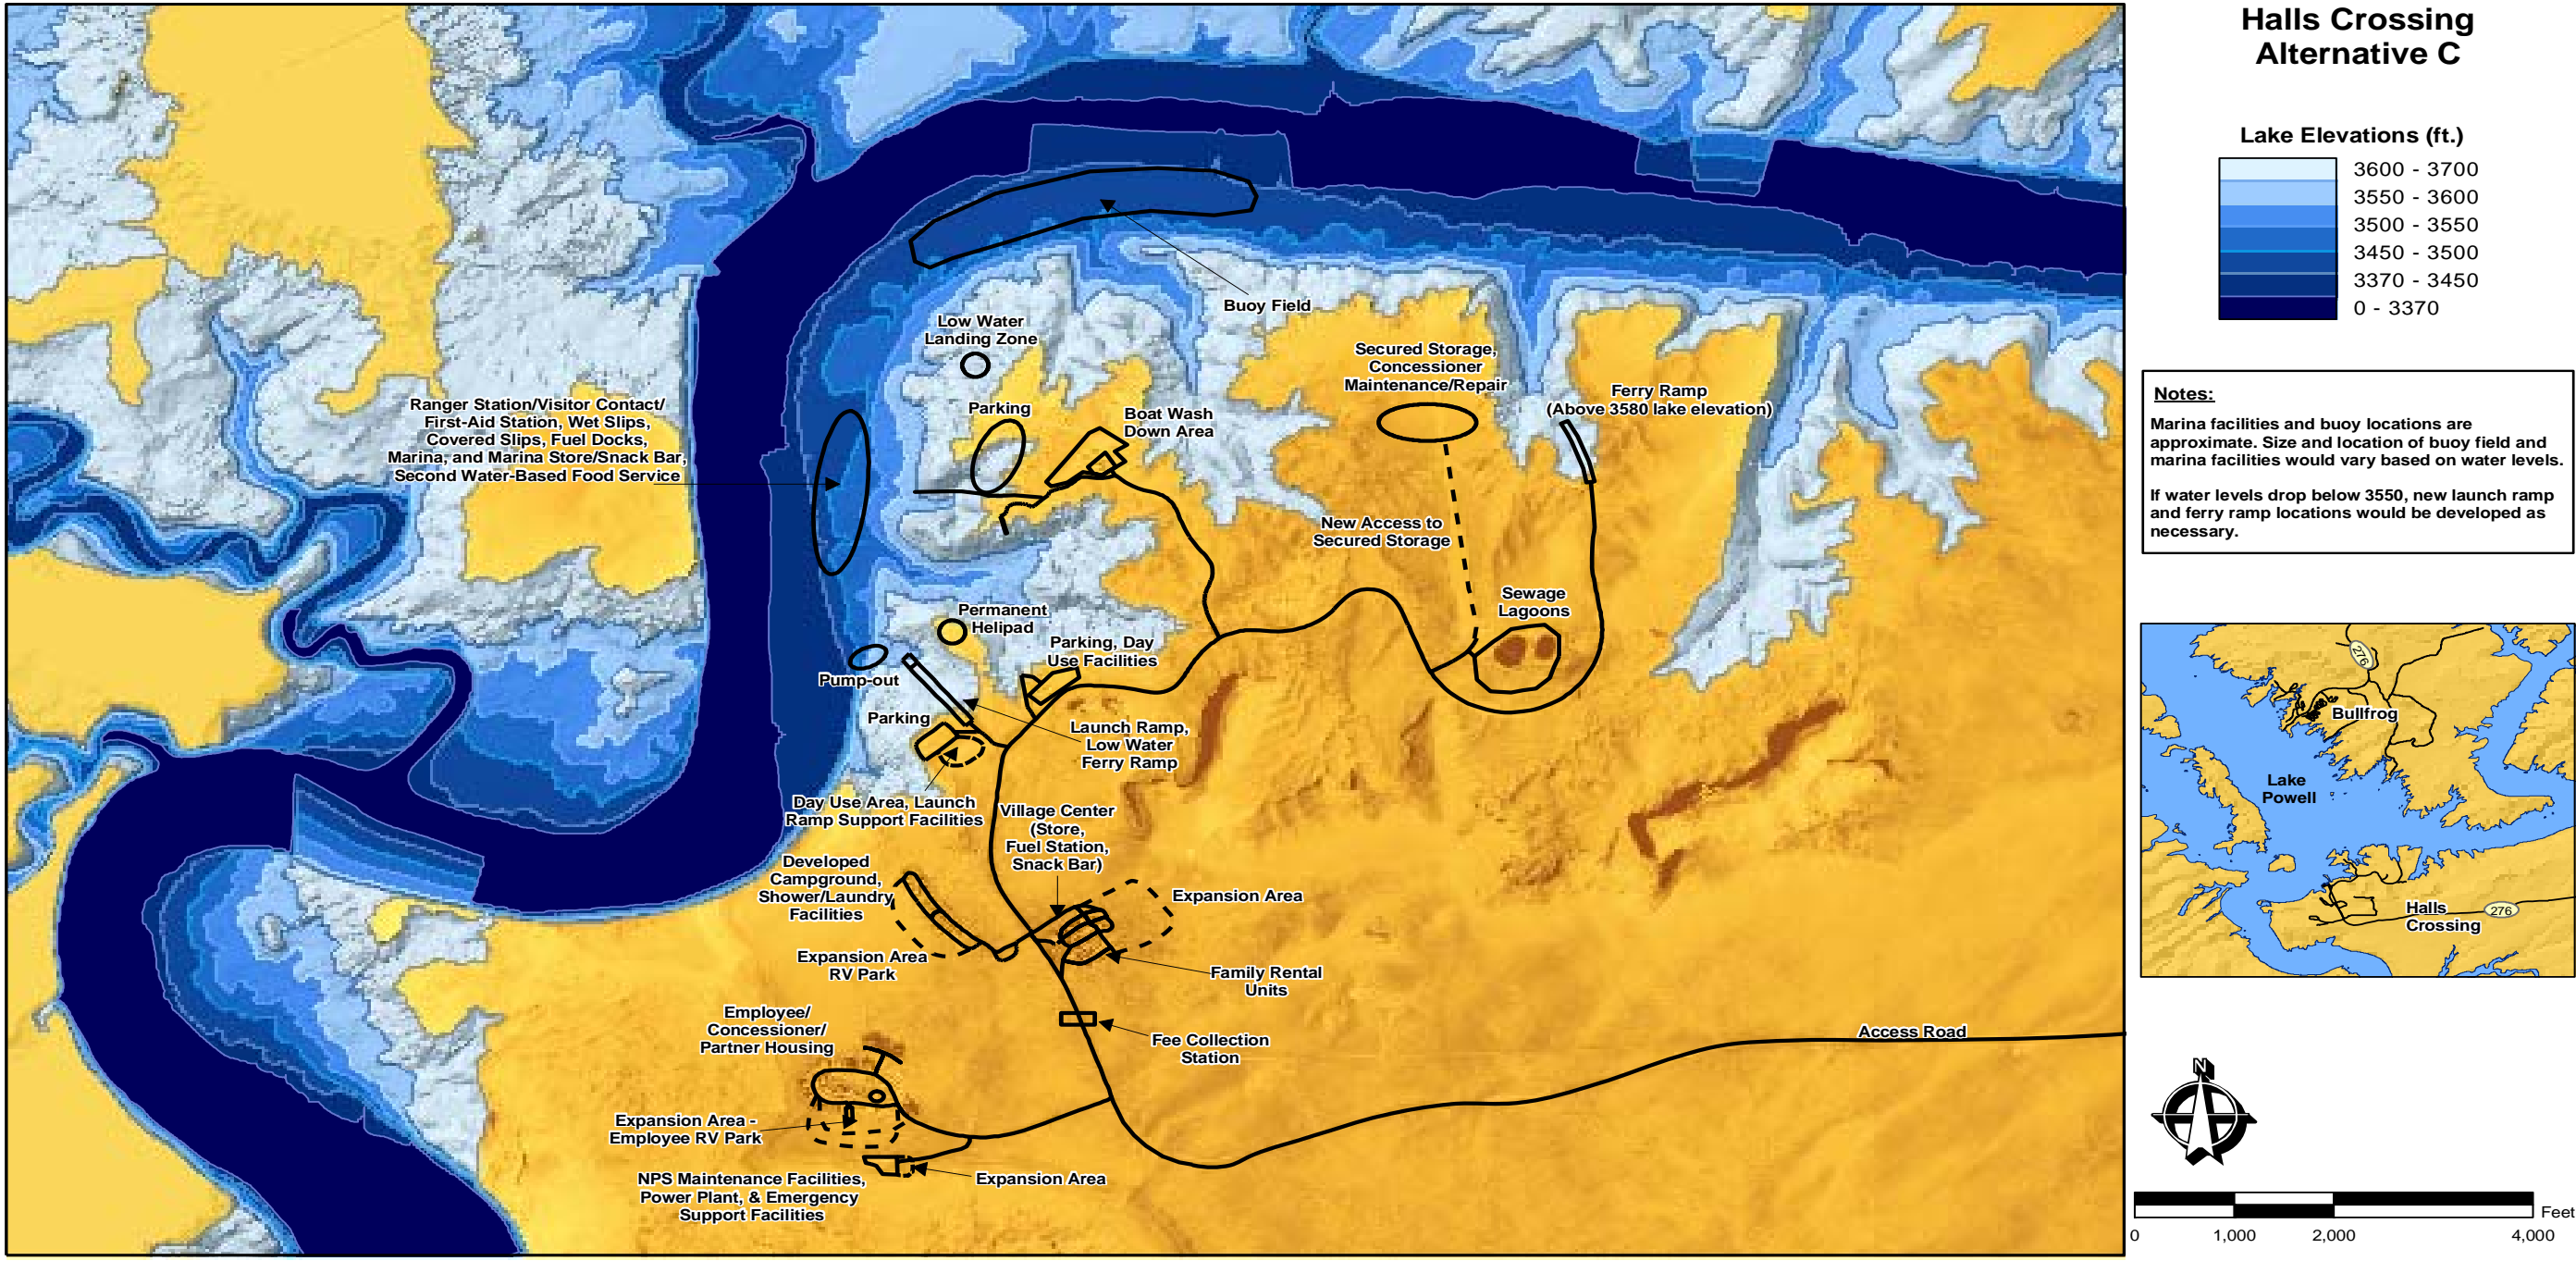 Halls Crossing
Alternative C
Lake Elevations (ft.)
3600 - 3700
3550 - 3600
3500 - 3550
3450 - 3500
3370 - 3450
0 - 3370
Notes:
Marina facilities and buoy locations are
approximate. Size and location of buoy field and
marina facilities would vary based on water levels.
If water levels drop below 3550, new launch ramp
and ferry ramp locations would be developed as
necessary.
276
Bullfrog
Lake
Powell
Halls
Crossing
276
N
Feet
0
1,000
2,000
4,000
Buoy Field
Low Water
Landing Zone
Secured Storage,
Concessioner
Maintenance/Repair
Ferry Ramp
(Above 3580 lake elevation)
Ranger Station/Visitor Contact/
First-Aid Station, Wet Slips,
Covered Slips, Fuel Docks,
Marina, and Marina Store/Snack Bar,
Second Water-Based Food Service
Parking
Boat Wash
Down Area
New Access to
Secured Storage
Sewage
Lagoons
Permanent
Helipad
Parking, Day
Use Facilities
Pump-out
Parking
Launch Ramp,
Low Water
Ferry Ramp
Day Use Area, Launch
Ramp Support Facilities
Village Center
(Store,
Fuel Station,
Snack Bar)
Developed
Campground,
Shower/Laundry
Facilities
Expansion Area
Expansion Area
RV Park
Family Rental
Units
Employee/
Concessioner/
Partner Housing
Fee Collection
Station
Access Road
Expansion Area -
Employee RV Park
NPS Maintenance Facilities,
Power Plant, & Emergency
Support Facilities
Expansion Area